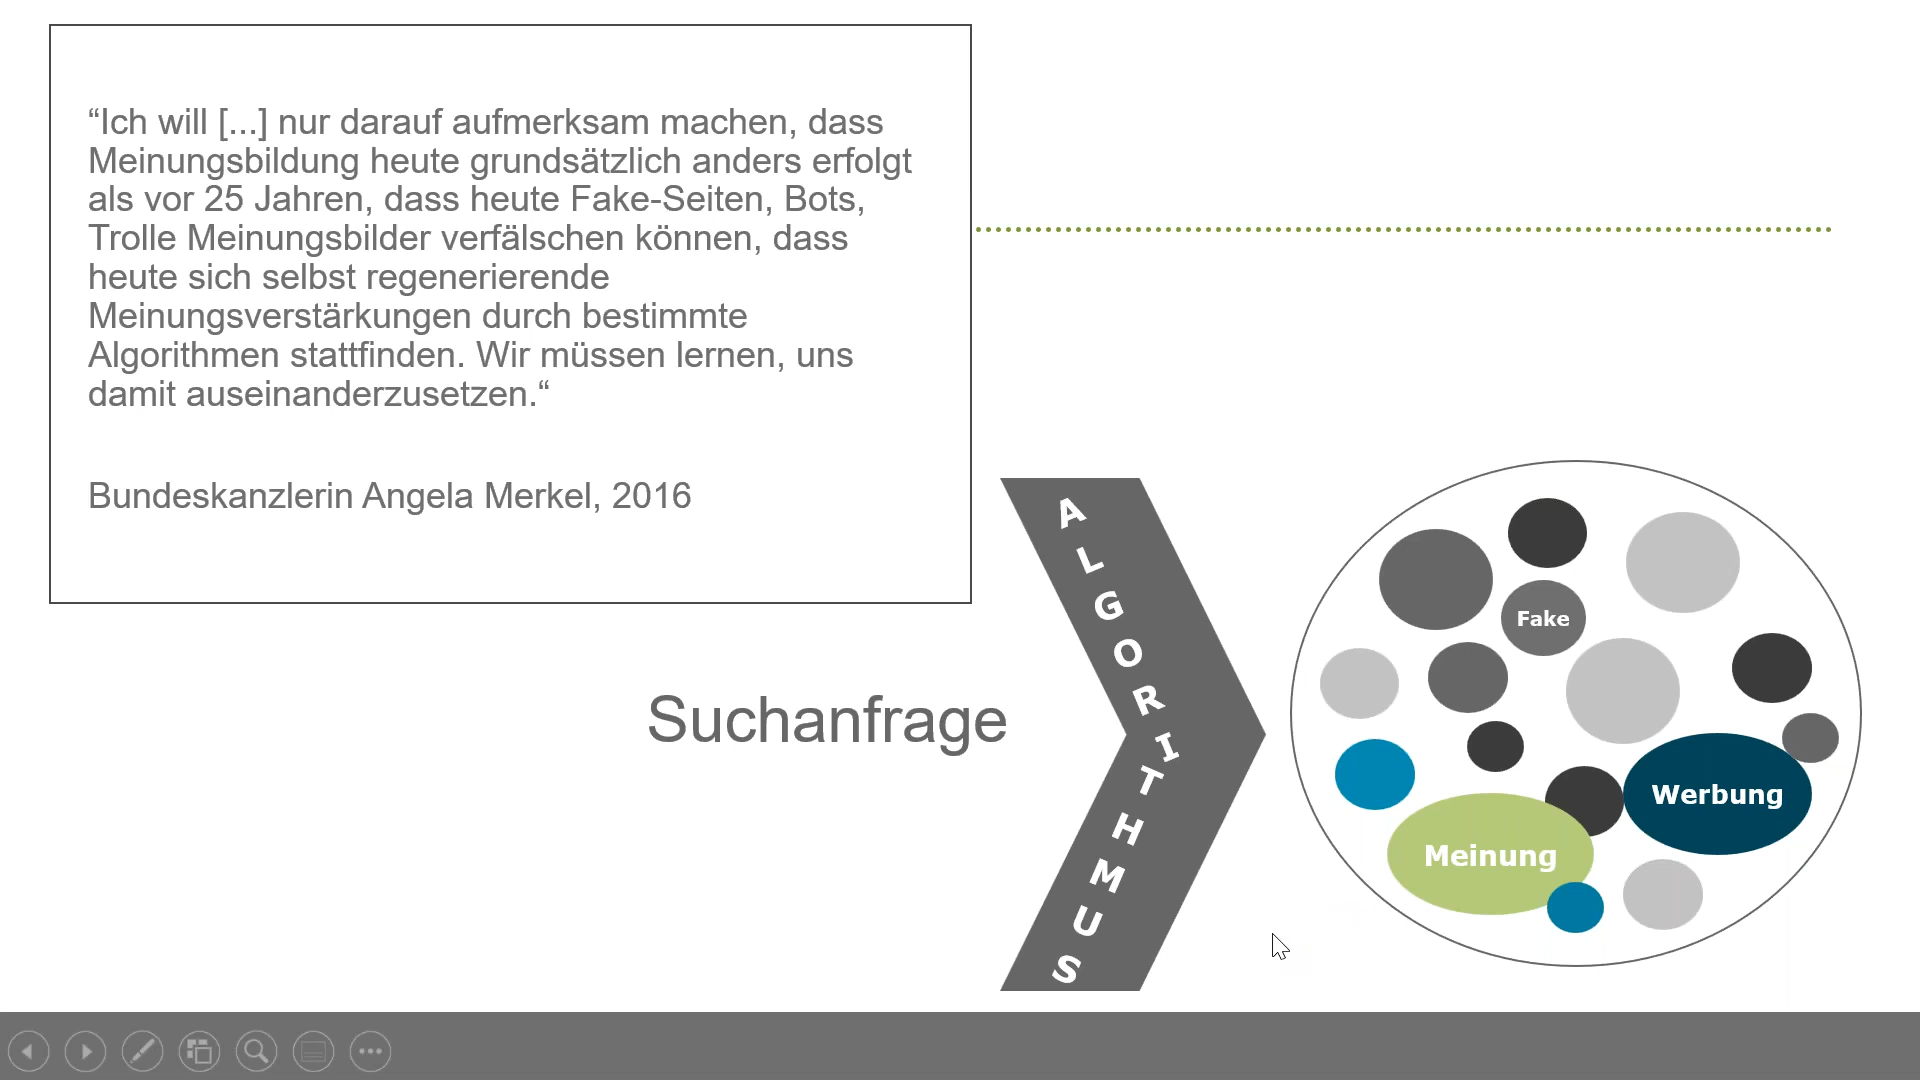 “Ich will [...] nur darauf aufmerksam machen, dass
Meinungsbildung heute grundsätzlich anders erfolgt
als vor 25 Jahren, dass heute Fake-Seiten, Bots,
Trolle Meinungsbilder verfälschen können, dass
heute sich selbst regenerierende
Meinungsverstärkungen durch bestimmte
Algorithmen stattfinden. Wir müssen lernen, uns
damit auseinanderzusetzen.“
Bundeskanzlerin Angela Merkel, 2016
Suchanfrage
ALGORITHMUS
Fake
Werbung
Meinung